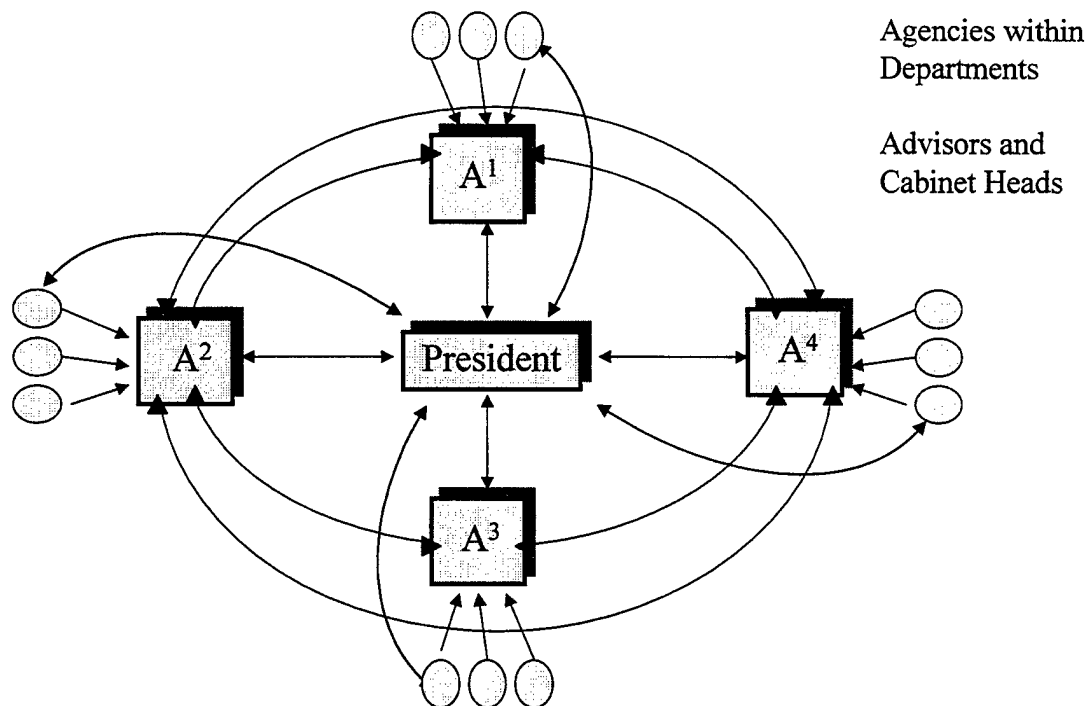 Agencies within
Departments
Advisors and
Cabinet Heads
A¹
A²
President
A⁴
A³